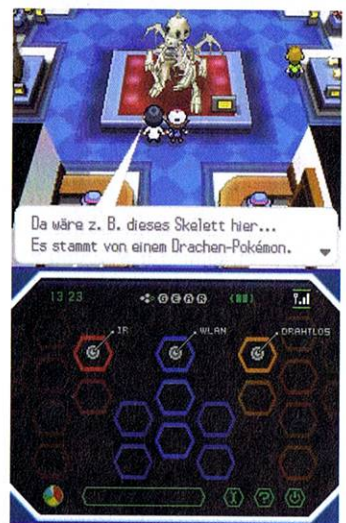 Da wäre z. B. dieses Skelett hier...
Es stammt von einem Drachen-Pokémon.
13 23
C GEAR
IR
WLAN
DRAHTLOS
X
?